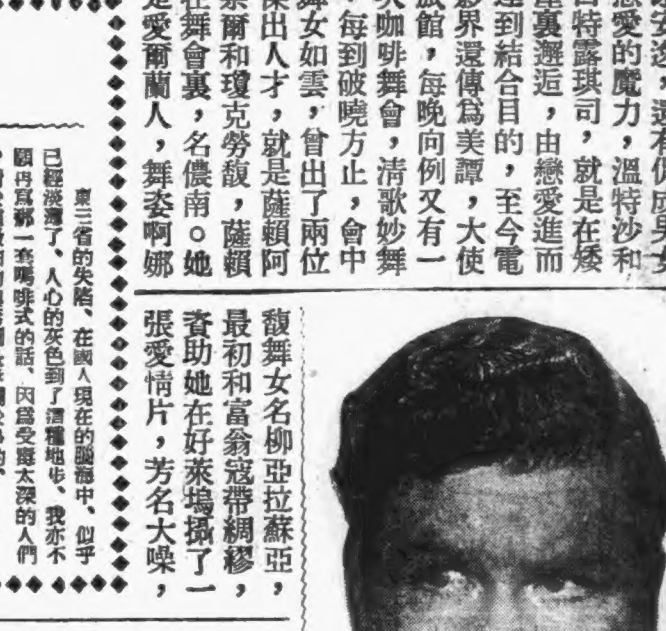 安逸，還有男女
愛的魔力，溫特沙和
特露琪司，就是在矮
裏邂逅，由戀愛進而
達到結合目的，至今電
影界還傳爲美譚，大使
旅館，每晚向例又有一
次咖啡舞會，清歌妙舞
，每到破曉方止，會中
舞女如雲，曾出了兩位
傑出人才，就是薩賴阿
爾和瓊克勞馥，薩賴
在舞會裏，名儂南。她
是愛爾蘭人，舞姿啊娜
馥舞女名柳亞拉蘇亞，
最初和富翁寇帶綢繆，
資助她在好萊塢攝了一
張愛情片，芳名大噪，
東三省的失陷、在國人現在的腦海中、似乎
已經淡薄了、人心的灰色到了這種地步、我亦不
願再爲那一套嗎啡式的話、因爲受毒太深的人們